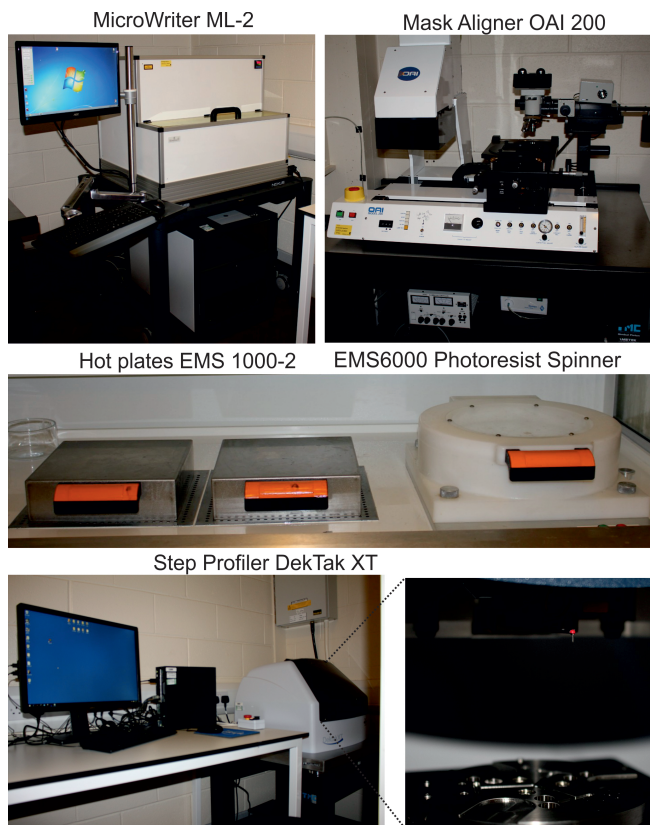 MicroWriter ML-2
Mask Aligner OAI 200
OAI
OAI
Hot plates EMS 1000-2
EMS6000 Photoresist Spinner
Step Profiler DekTak XT